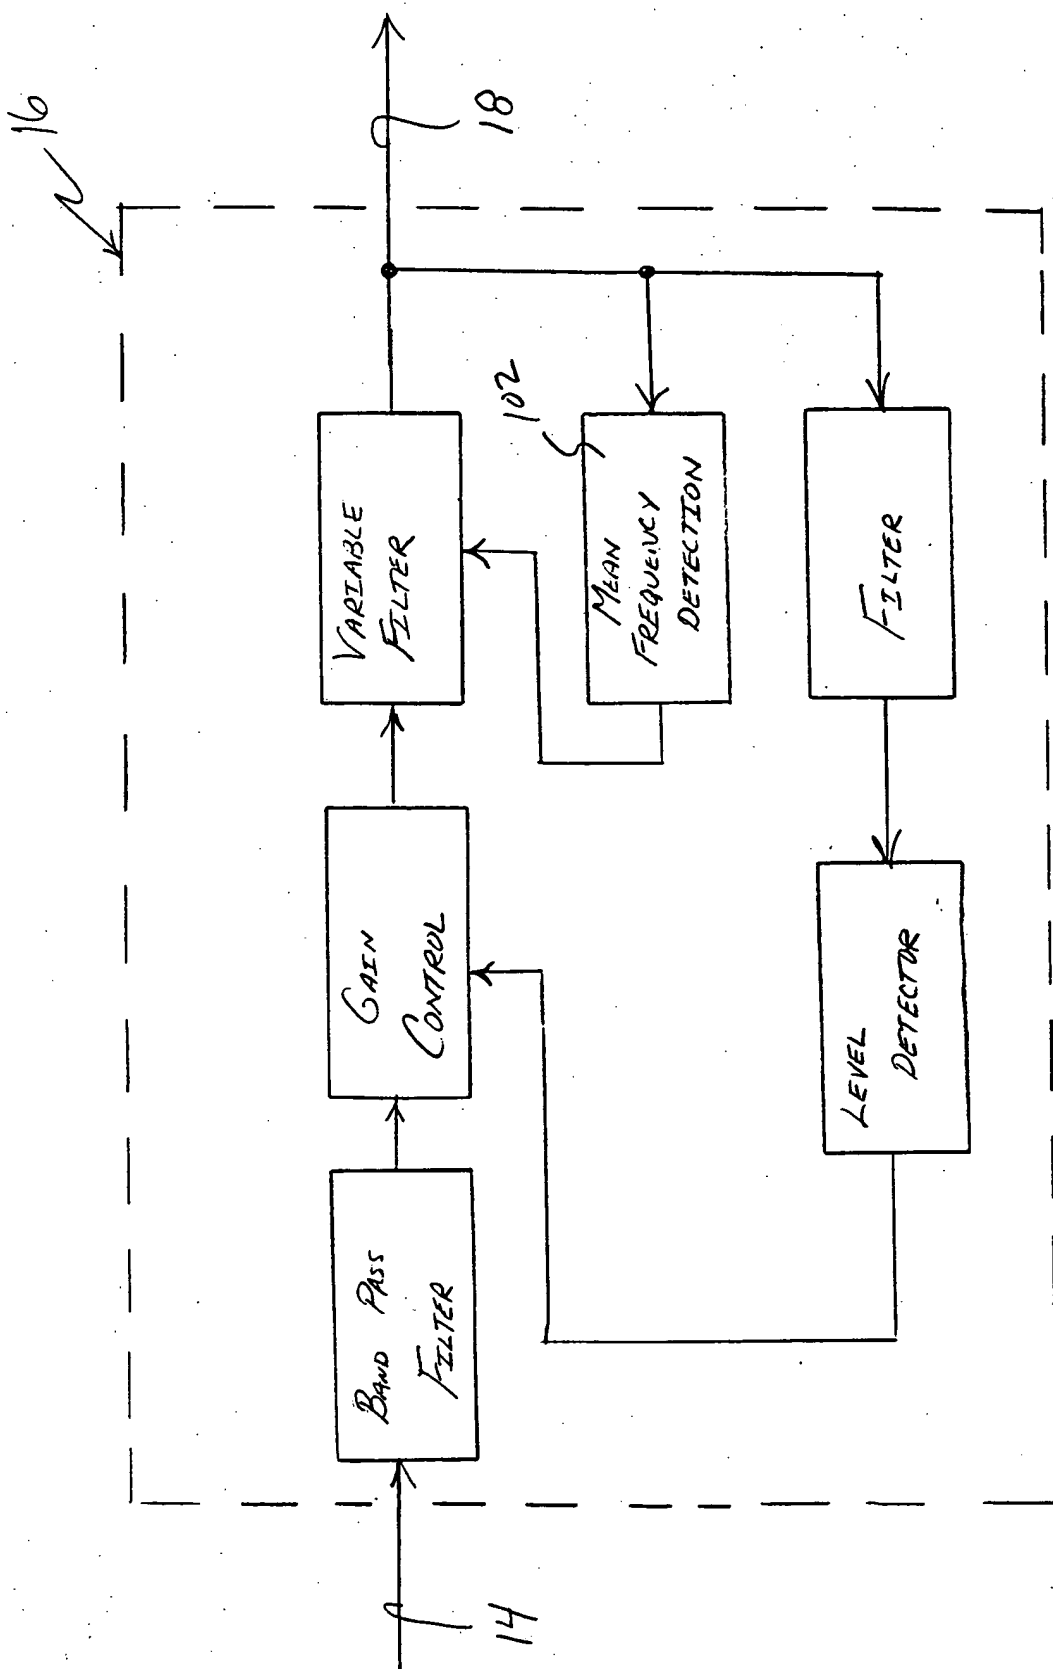 16
14
BAND PASS
FILTER
GAIN
CONTROL
VARIABLE
FILTER
18
102
MEAN
FREQUENCY
DETECTION
FILTER
LEVEL
DETECTOR